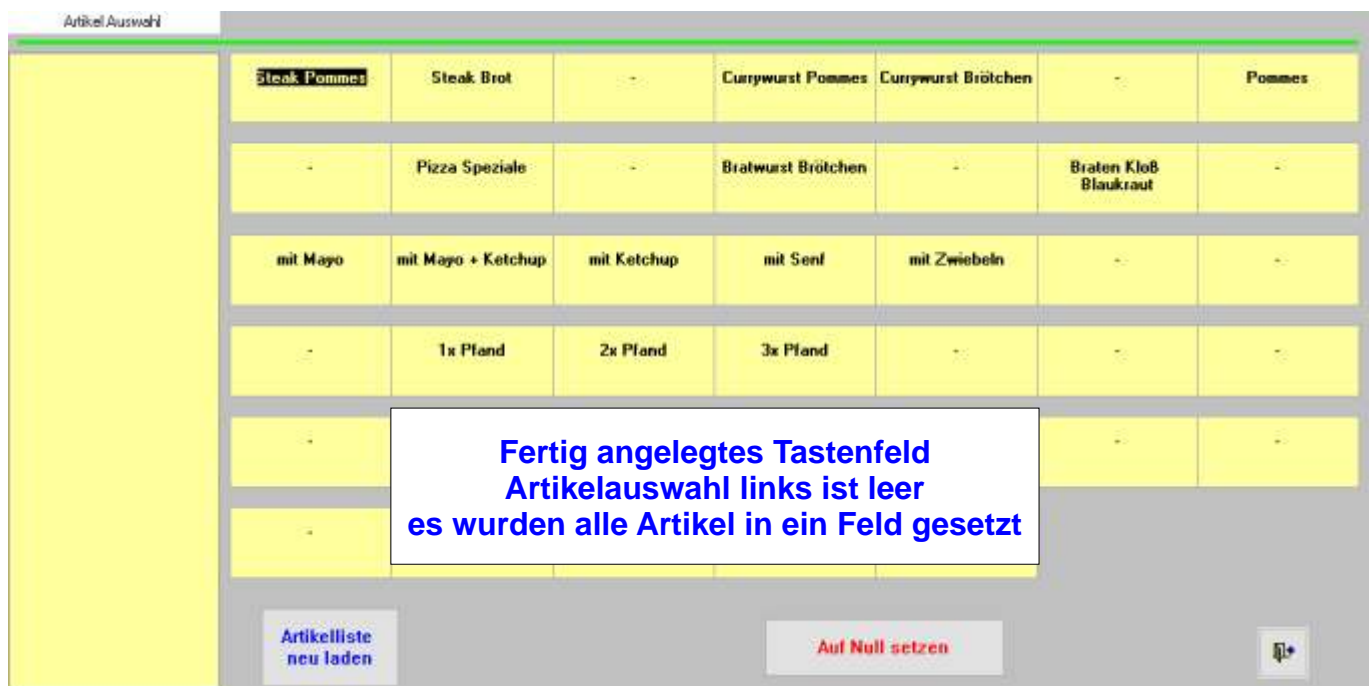 Artikel Auswahl
Steak Pommes Steak Brot - Currywurst Pommes Currywurst Brötchen - Pommes
- Pizza Speziale - Bratwurst Brötchen - Braten Kloß -
Blaukraut
mit Mayo mit Mayo + Ketchup mit Ketchup mit Senf mit Zwiebeln - -
- 1x Pfand 2x Pfand 3x Pfand - - -
- - -
-
Fertig angelegtes Tastenfeld
Artikelauswahl links ist leer
es wurden alle Artikel in ein Feld gesetzt
Artikelliste
neu laden
Auf Null setzen